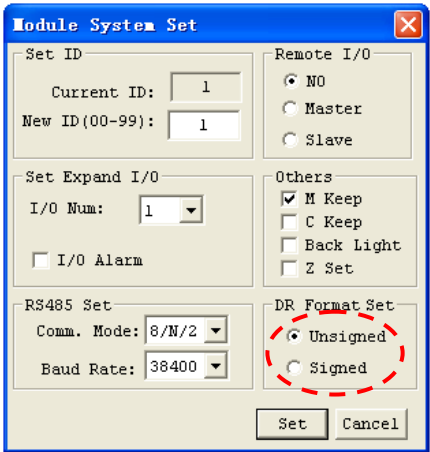 Module System Set
Set ID
Current ID: 1
New ID(00-99): 1
Remote I/O
NO
Master
Slave
Set Expand I/O
I/O Num: 1
I/O Alarm
Others
M Keep
C Keep
Back Light
Z Set
RS485 Set
Comm. Mode: 8/N/2
Baud Rate: 38400
DR Format Set
Unsigned
Signed
Set
Cancel